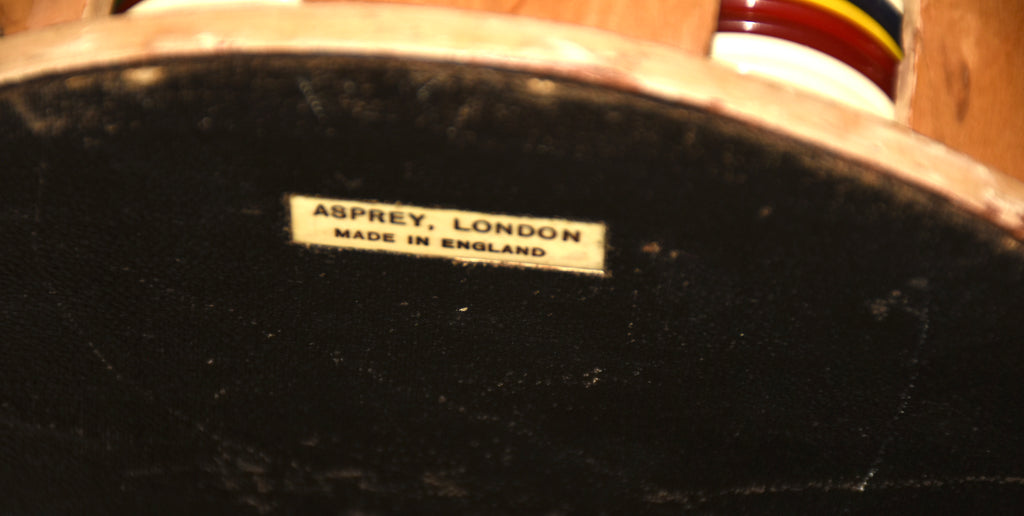 ASPREY, LONDON
MADE IN ENGLAND